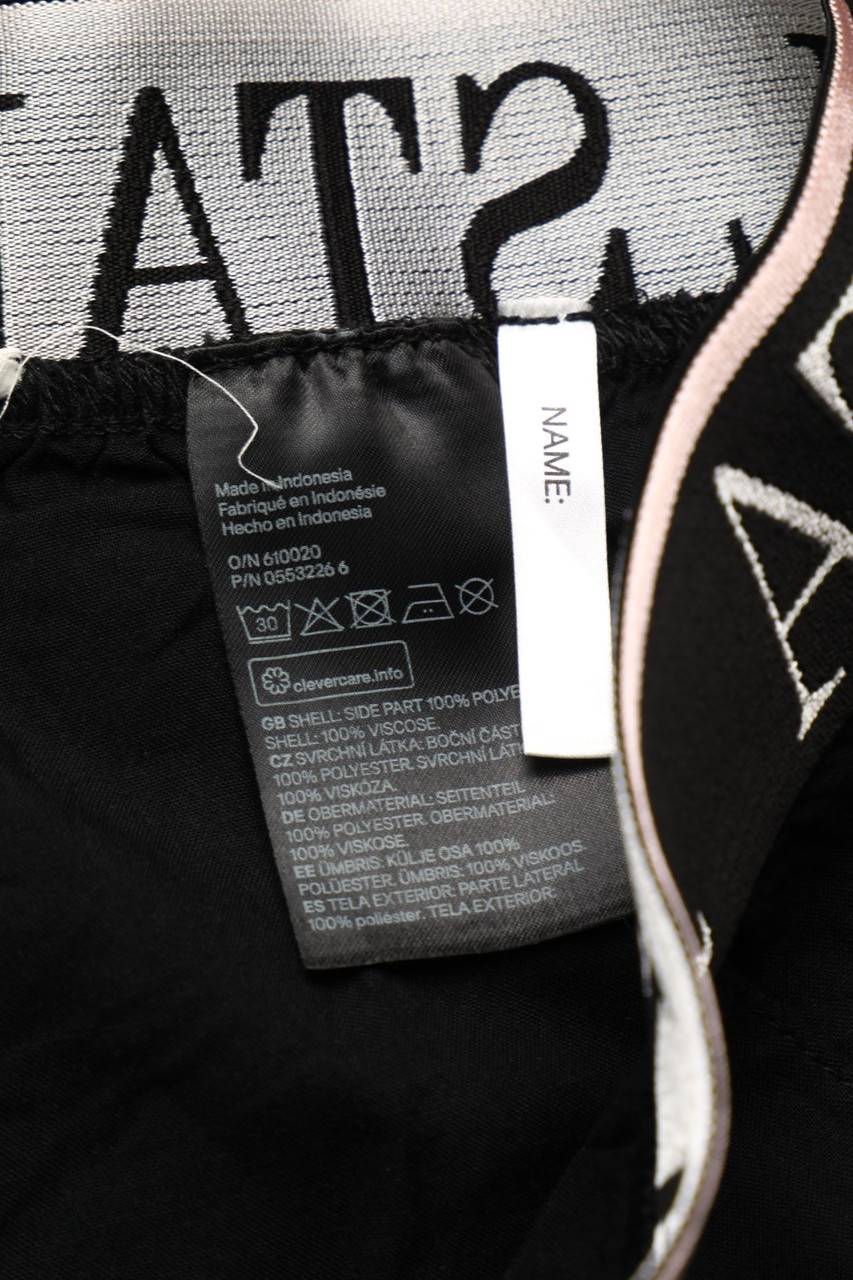 STA
NAME:
Made in Indonesia
Fabriqué en Indonésie
Hecho en Indonesia
O/N 610020
P/N 0553226 6
30
clevercare.info
GB SHELL: SIDE PART 100% POLYE
SHELL: 100% VISCOSE.
CZ SVRCHNÍ LÁTKA: BOČNÍ ČÁST
100% POLYESTER. SVRCHNÍ LÁT
100% VISKÓZA.
DE OBERMATERIAL: SEITENTEIL
100% POLYESTER. OBERMATERIAL:
100% VISKOSE.
EE ÜMBRIS: KÜLJE OSA 100%
POLÜESTER. ÜMBRIS: 100% VISKOOS.
ES TELA EXTERIOR: PARTE LATERAL
100% poliéster. TELA EXTERIOR:
A